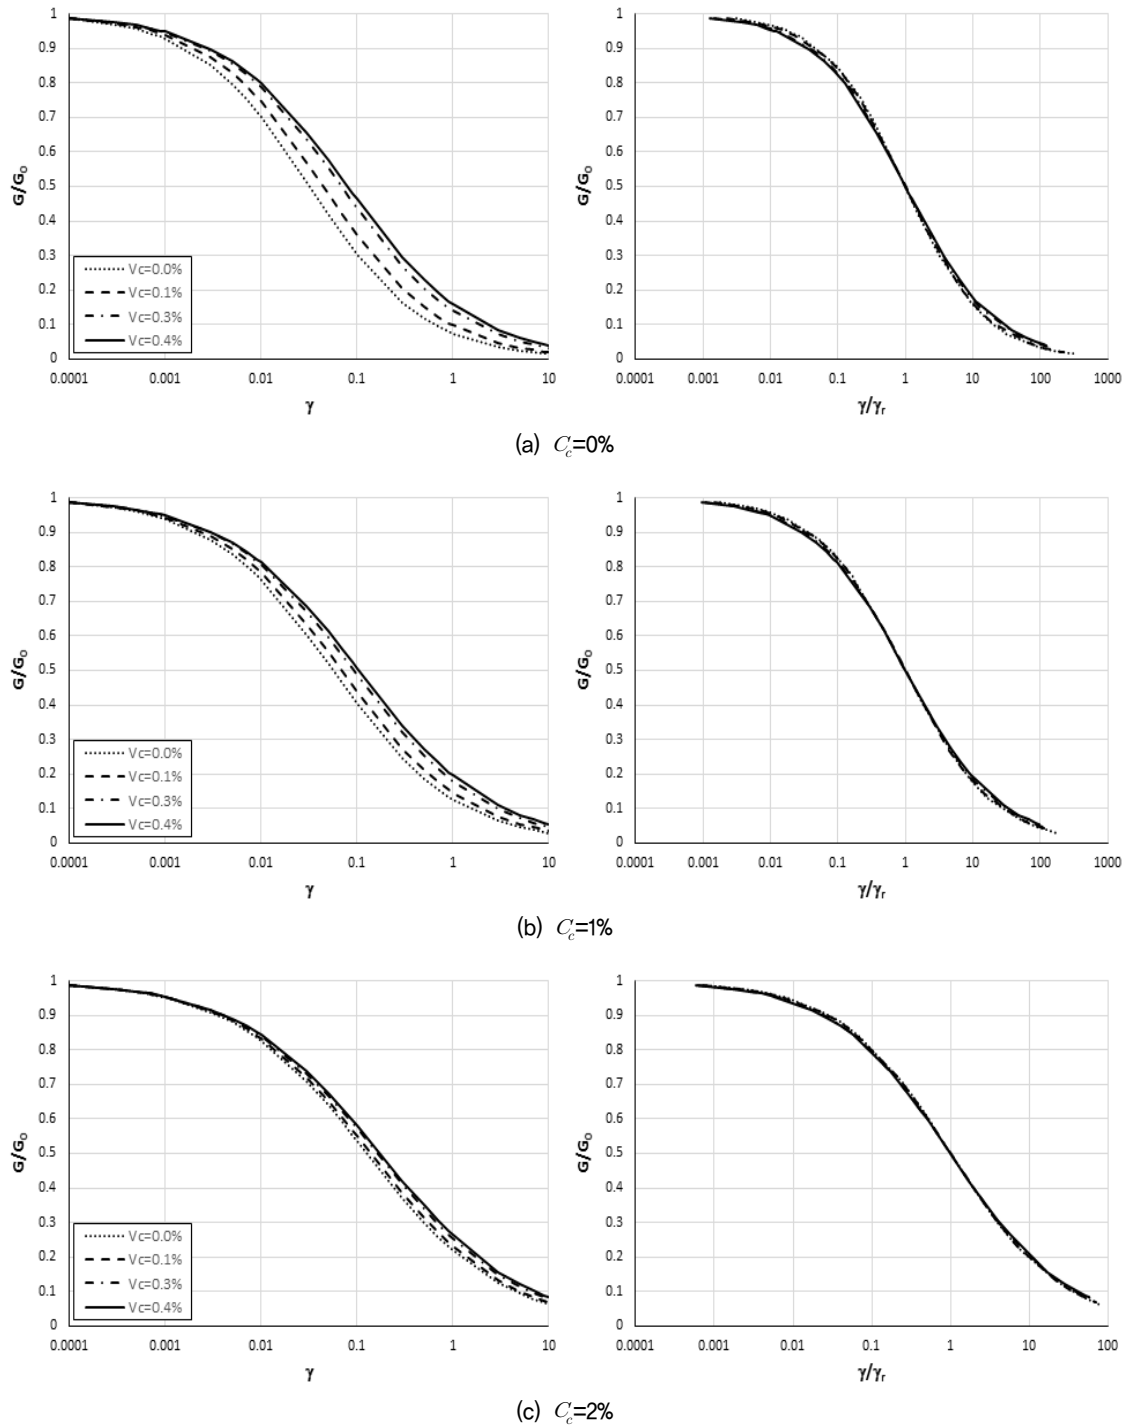 1
0.9
0.8
0.7
0.6
0.5
0.4
0.3
0.2
0.1
0
G/G₀
Vc=0.0%
Vc=0.1%
Vc=0.3%
Vc=0.4%
0.0001 0.001 0.01 0.1 1 10
γ
1
0.9
0.8
0.7
0.6
0.5
0.4
0.3
0.2
0.1
0
G/G₀
0.0001 0.001 0.01 0.1 1 10 100 1000
γ/γᵣ
(a) C_c=0%
1
0.9
0.8
0.7
0.6
0.5
0.4
0.3
0.2
0.1
0
G/G₀
Vc=0.0%
Vc=0.1%
Vc=0.3%
Vc=0.4%
0.0001 0.001 0.01 0.1 1 10
γ
1
0.9
0.8
0.7
0.6
0.5
0.4
0.3
0.2
0.1
0
G/G₀
0.0001 0.001 0.01 0.1 1 10 100 1000
γ/γᵣ
(b) C_c=1%
1
0.9
0.8
0.7
0.6
0.5
0.4
0.3
0.2
0.1
0
G/G₀
Vc=0.0%
Vc=0.1%
Vc=0.3%
Vc=0.4%
0.0001 0.001 0.01 0.1 1 10
γ
1
0.9
0.8
0.7
0.6
0.5
0.4
0.3
0.2
0.1
0
G/G₀
0.0001 0.001 0.01 0.1 1 10 100
γ/γᵣ
(c) C_c=2%